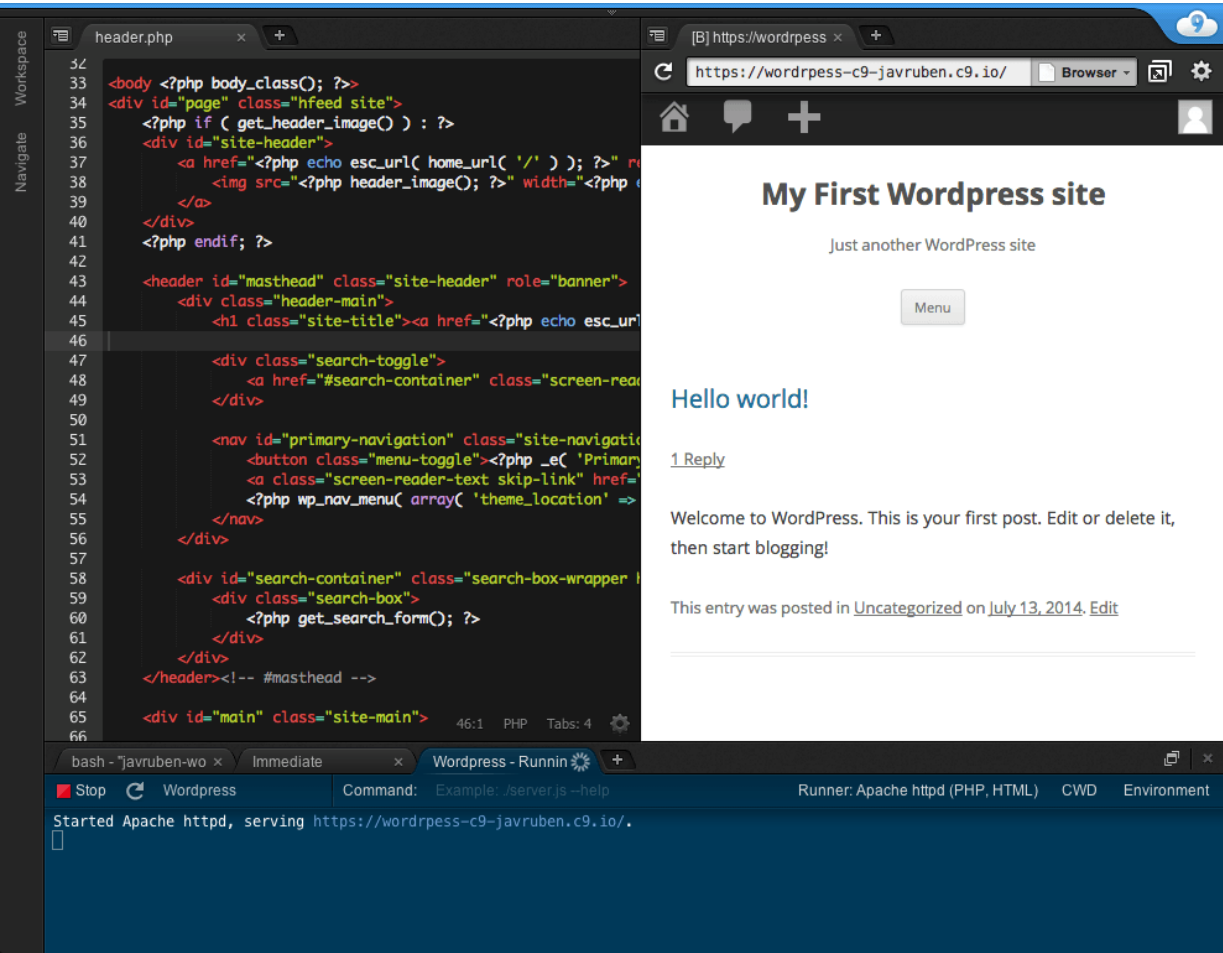 Workspace
Navigate
header.php
32
33 <body <?php body_class(); ?>>
34 <div id="page" class="hfeed site">
35 <?php if ( get_header_image() ) : ?>
36 <div id="site-header">
37 <a href="<?php echo esc_url( home_url( '/' ) ); ?>" re
38 <img src="<?php header_image(); ?>" width="<?php e
39 </a>
40 </div>
41 <?php endif; ?>
42
43 <header id="masthead" class="site-header" role="banner">
44 <div class="header-main">
45 <h1 class="site-title"><a href="<?php echo esc_url
46
47 <div class="search-toggle">
48 <a href="#search-container" class="screen-read
49 </div>
50
51 <nav id="primary-navigation" class="site-navigatio
52 <button class="menu-toggle"><?php _e( 'Primary
53 <a class="screen-reader-text skip-link" href="
54 <?php wp_nav_menu( array( 'theme_location' =>
55 </nav>
56 </div>
57
58 <div id="search-container" class="search-box-wrapper h
59 <div class="search-box">
60 <?php get_search_form(); ?>
61 </div>
62 </div>
63 </header><!-- #masthead -->
64
65 <div id="main" class="site-main">
66
46:1 PHP Tabs: 4
[B] https://wordrpess
9
https://wordrpess-c9-javruben.c9.io/
Browser
My First Wordpress site
Just another WordPress site
Menu
Hello world!
1 Reply
Welcome to WordPress. This is your first post. Edit or delete it,
then start blogging!
This entry was posted in Uncategorized on July 13, 2014. Edit
bash - "javruben-wo Immediate Wordpress - Runnin
Stop Wordpress Command: Example: ./server.js --help Runner: Apache httpd (PHP, HTML) CWD Environment
Started Apache httpd, serving https://wordrpess-c9-javruben.c9.io/.